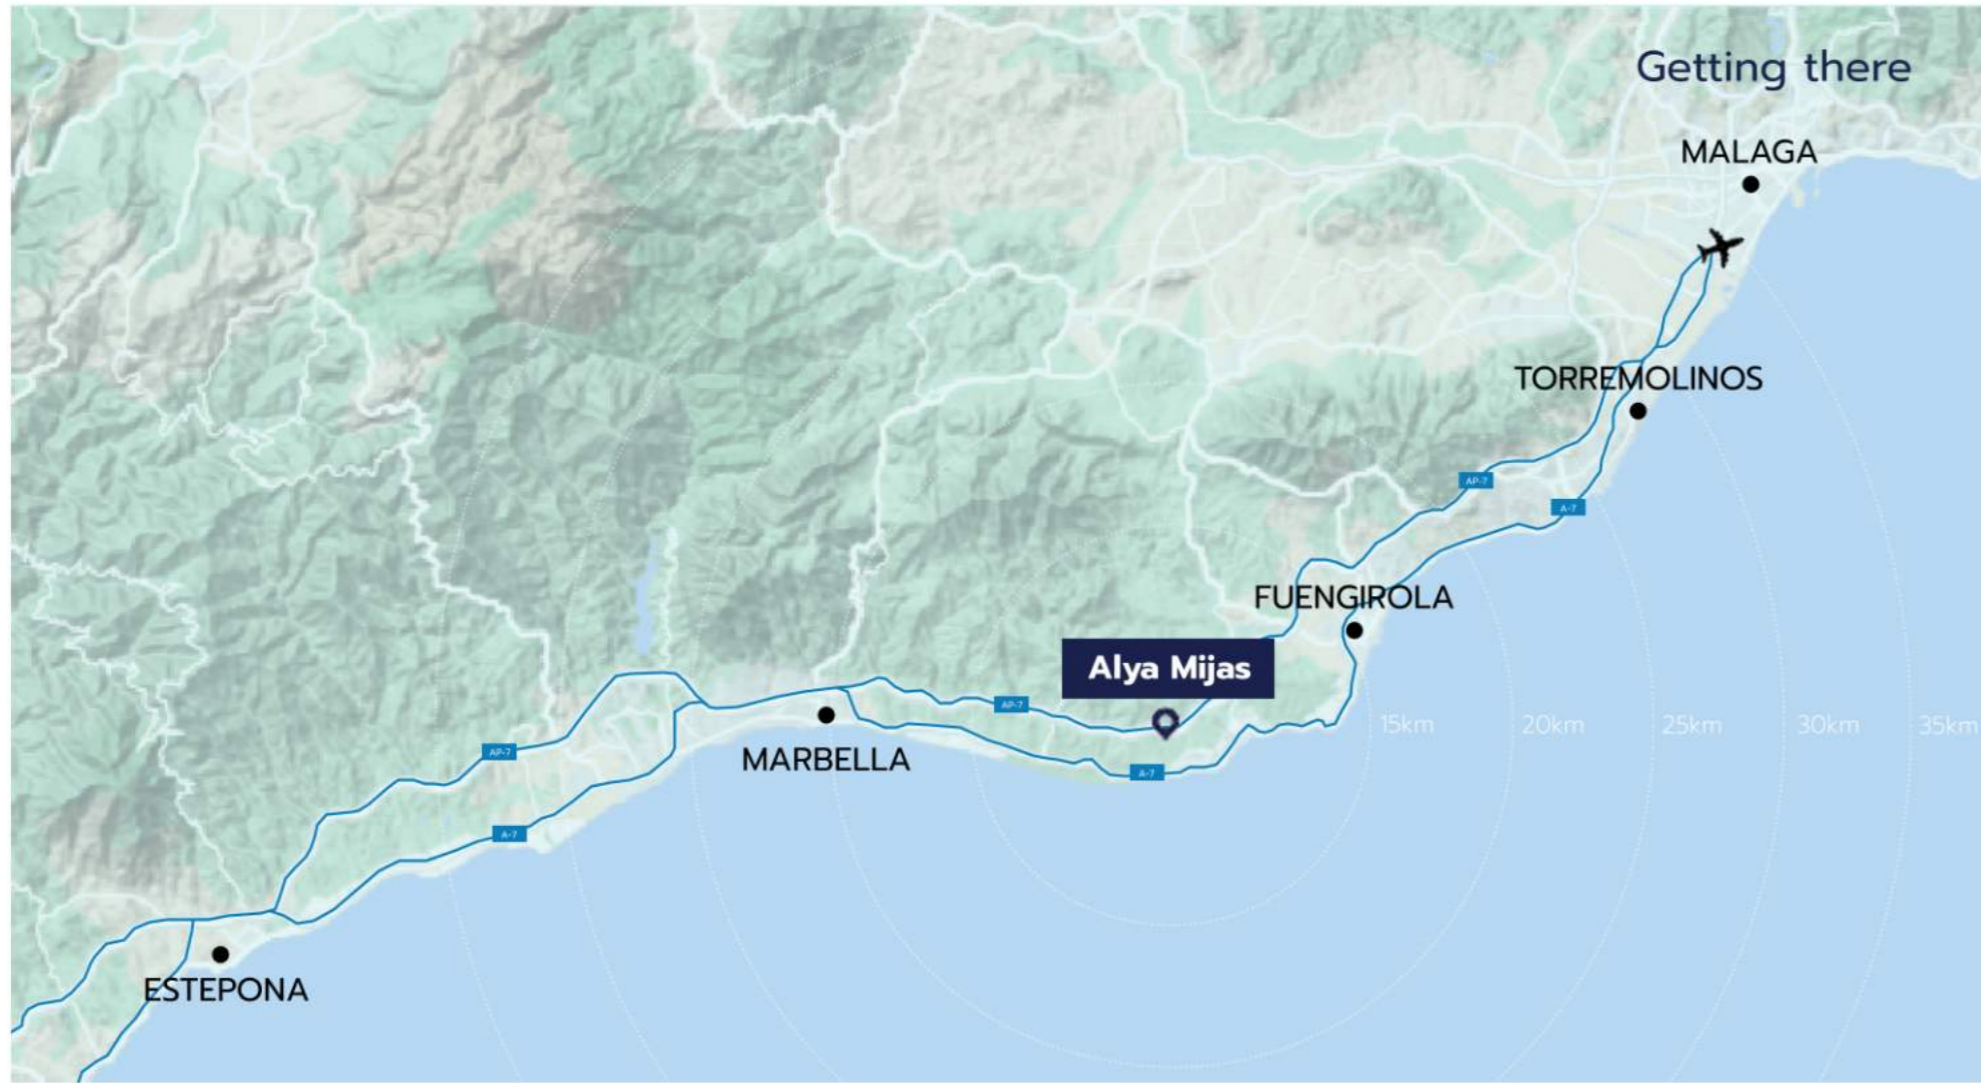 Getting there
MALAGA
TORREMOLINOS
AP-7
A-7
FUENGIROLA
Alya Mijas
AP-7
15km
20km
25km
30km
35km
MARBELLA
AP-7
A-7
A-7
ESTEPONA